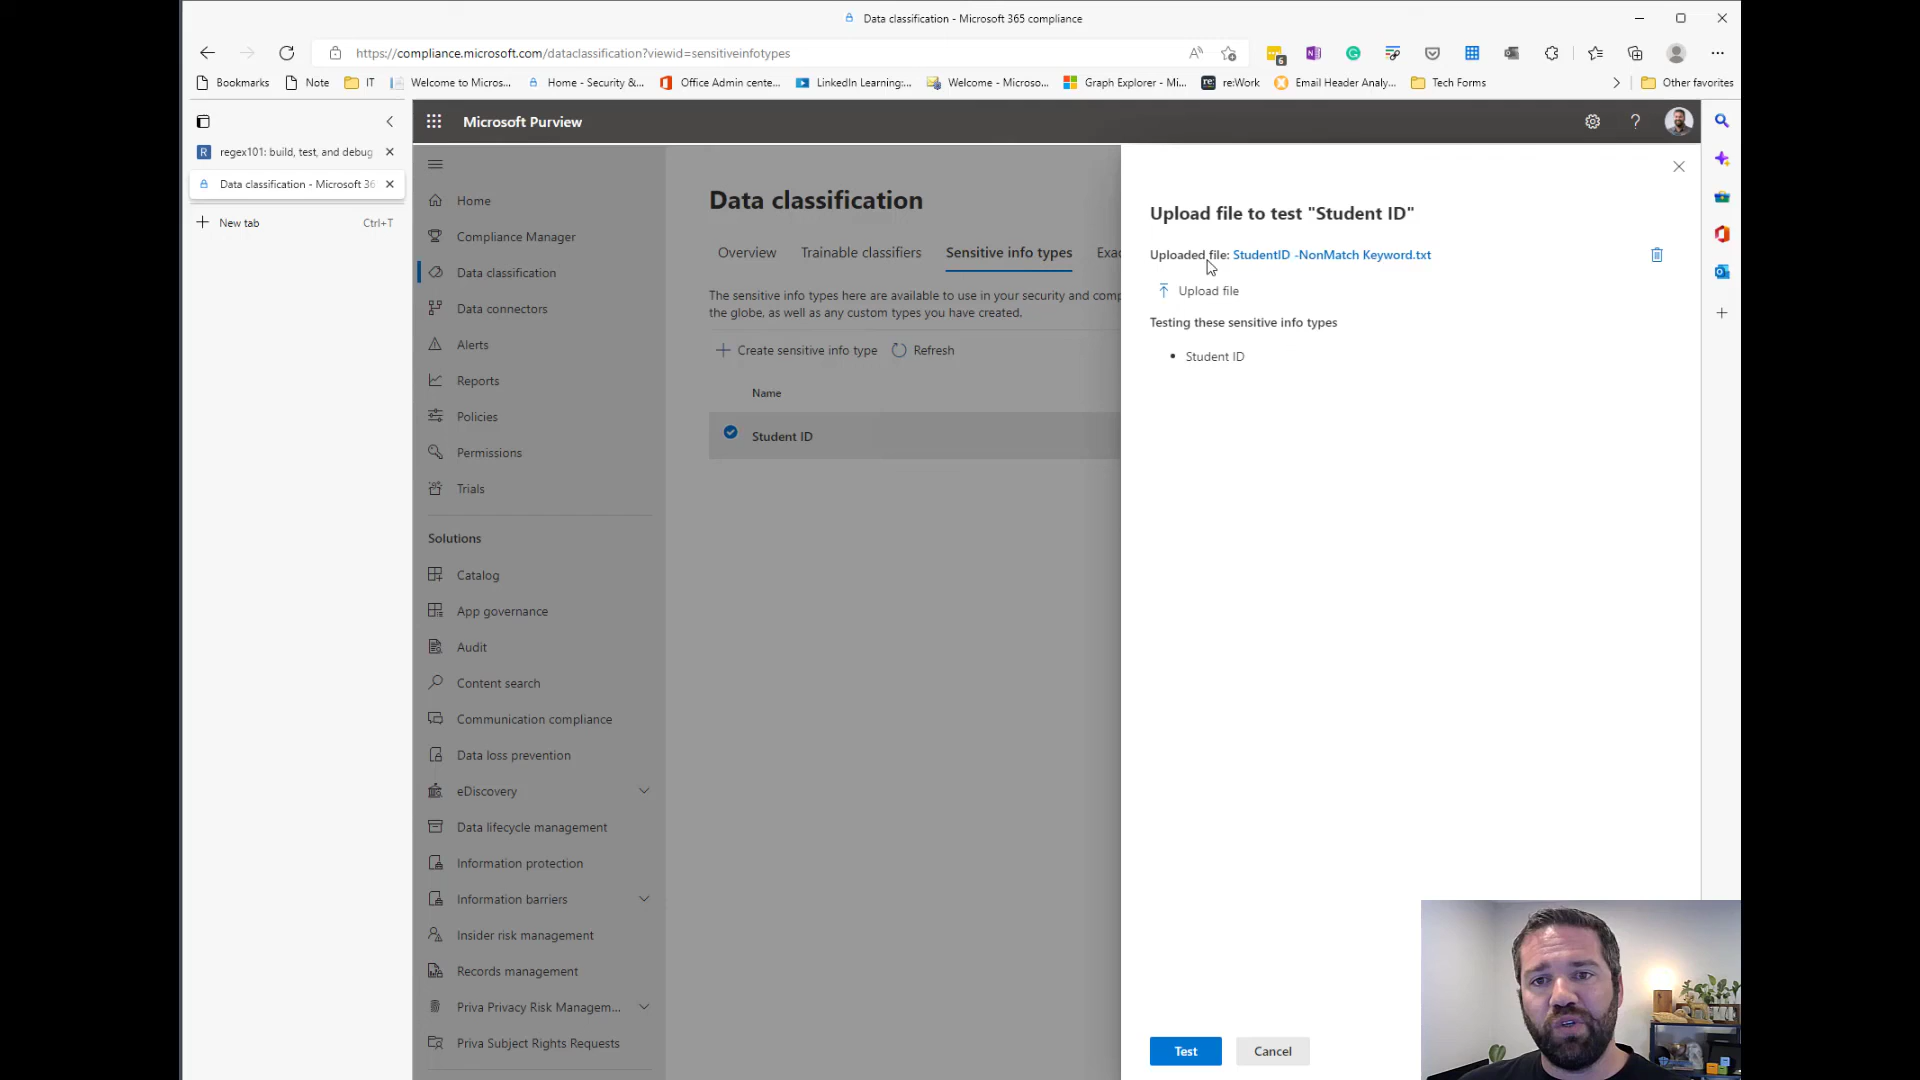 Data classification - Microsoft 365 compliance
https://compliance.microsoft.com/dataclassification?viewid=sensitiveinfotypes
6
Bookmarks
Note
IT
Welcome to Micros...
Home - Security &...
Office Admin cente...
LinkedIn Learning:...
Welcome - Microso...
Graph Explorer - Mi...
re:
re:Work
Email Header Analy...
Tech Forms
Other favorites
R
regex101: build, test, and debug
Data classification - Microsoft 36
New tab
Ctrl+T
Microsoft Purview
?
Home
Compliance Manager
Data classification
Data connectors
Alerts
Reports
Policies
Permissions
Trials
Solutions
Catalog
App governance
Audit
Content search
Communication compliance
Data loss prevention
eDiscovery
Data lifecycle management
Information protection
Information barriers
Insider risk management
Records management
Priva Privacy Risk Managem...
Priva Subject Rights Requests
Data classification
Overview
Trainable classifiers
Sensitive info types
Exac
The sensitive info types here are available to use in your security and comp
the globe, as well as any custom types you have created.
Create sensitive info type
Refresh
Name
Student ID
Upload file to test "Student ID"
Uploaded file: StudentID -NonMatch Keyword.txt
Upload file
Testing these sensitive info types
• Student ID
Test
Cancel